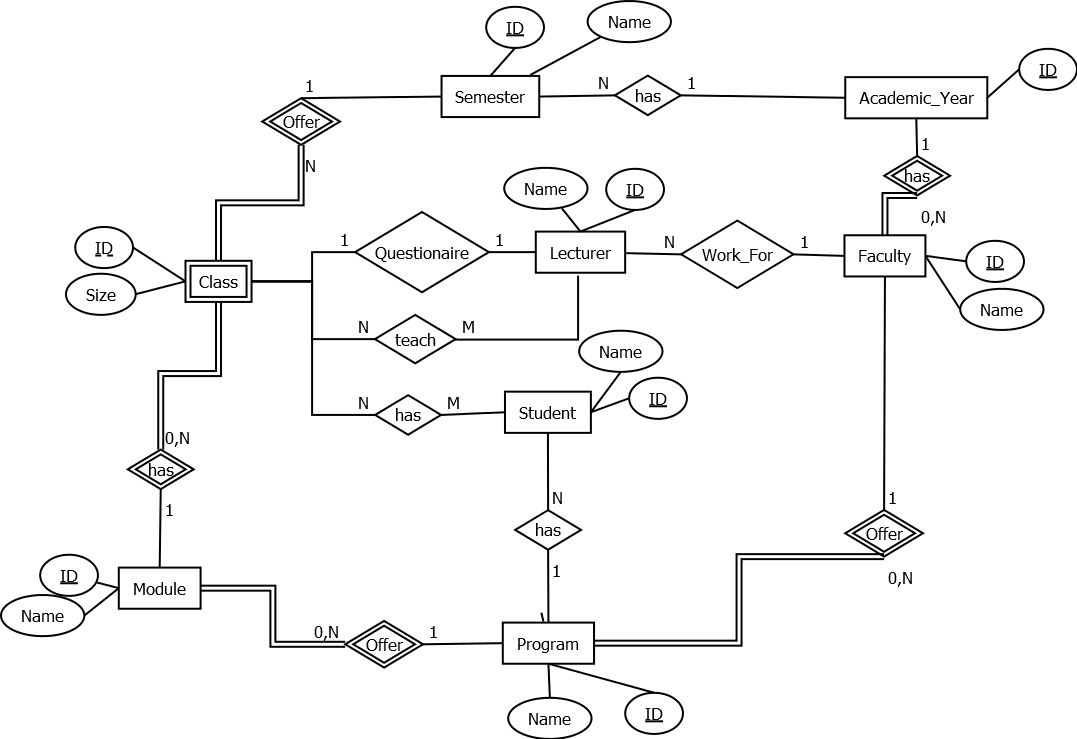 ID
Name
Semester
N
has
1
Academic_Year
ID
1
Offer
N
1
has
0,N
Name
ID
ID
Size
Class
1
Questionaire
1
Lecturer
N
Work_For
1
Faculty
ID
Name
N
teach
M
Name
ID
N
has
M
Student
0,N
has
1
N
has
1
1
Offer
0,N
ID
Name
Module
0,N
Offer
1
Program
Name
ID